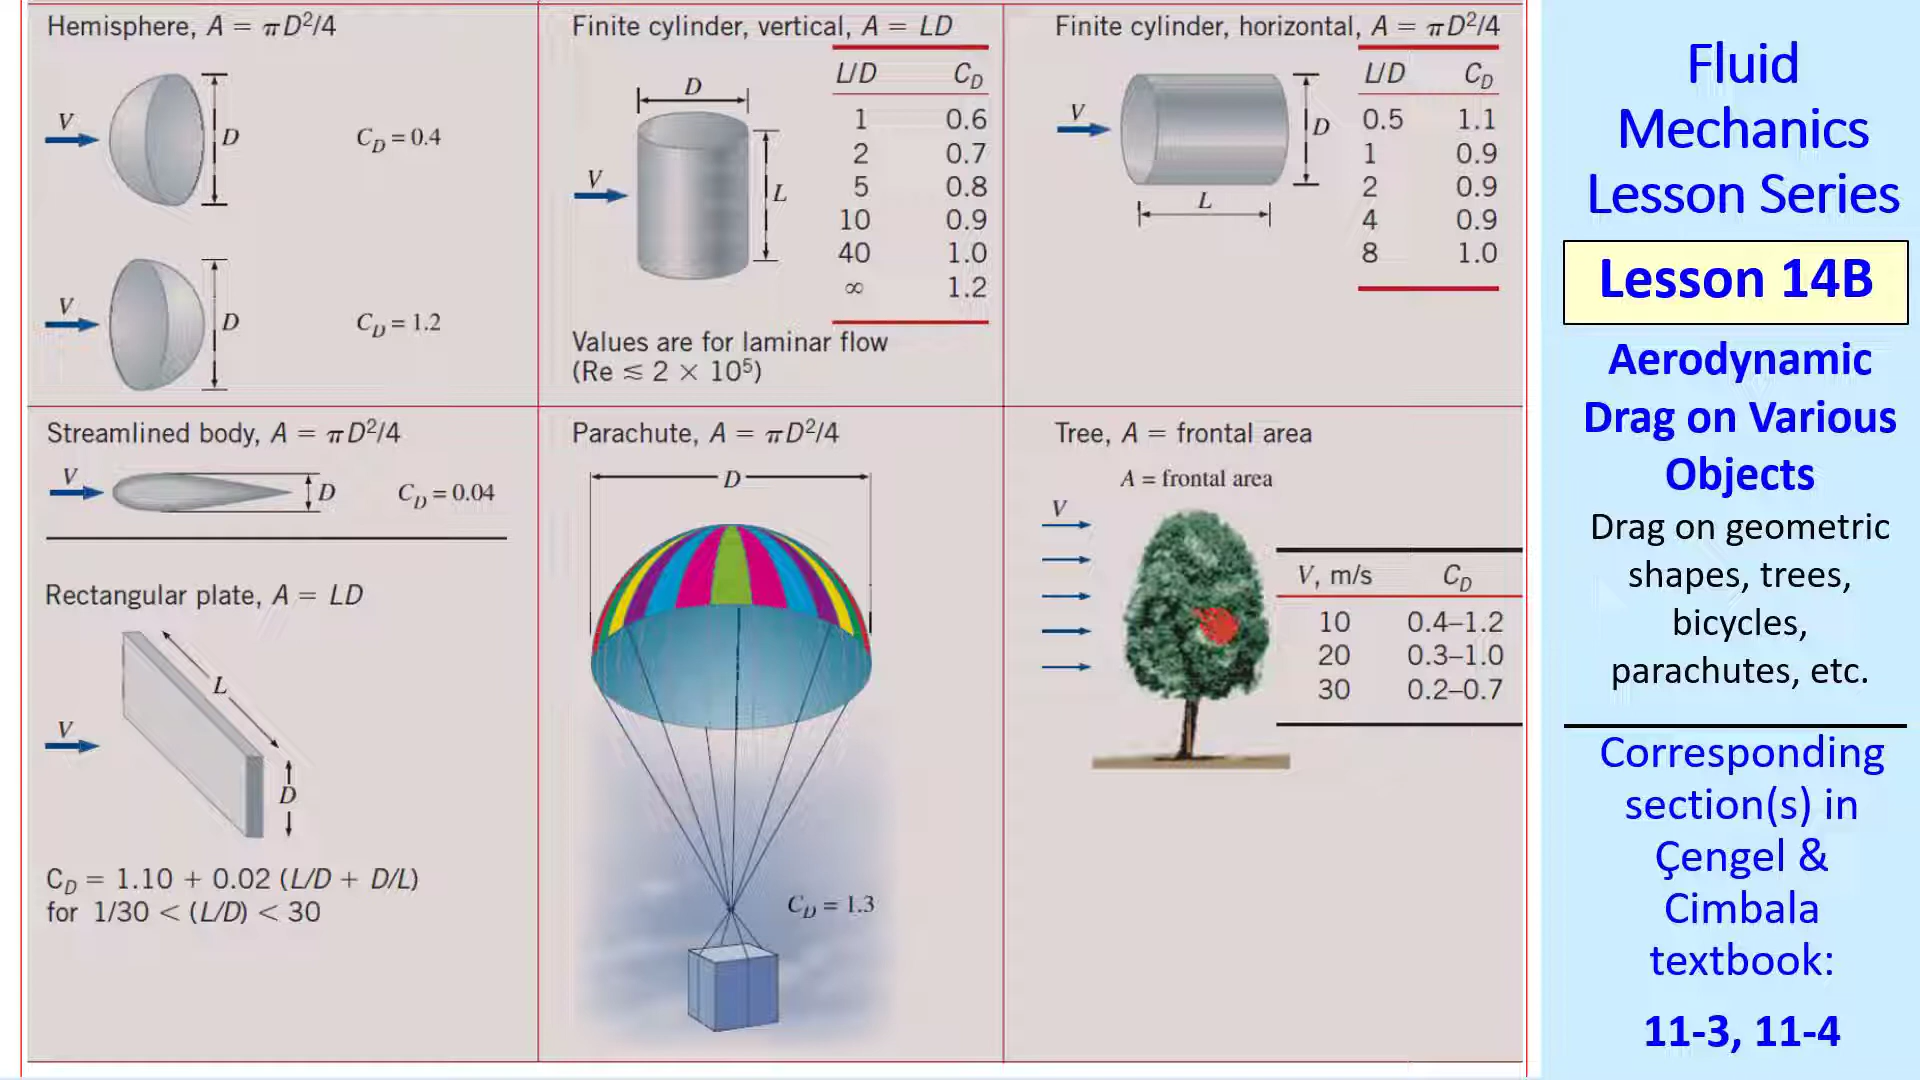 Hemisphere, A = πD²/4
V
D
C_D = 0.4
V
D
C_D = 1.2
Finite cylinder, vertical, A = LD
D
V
L
L/D C_D
1 0.6
2 0.7
5 0.8
10 0.9
40 1.0
∞ 1.2
Values are for laminar flow
(Re ≲ 2 × 10⁵)
Finite cylinder, horizontal, A = πD²/4
V
D
L
L/D C_D
0.5 1.1
1 0.9
2 0.9
4 0.9
8 1.0
Streamlined body, A = πD²/4
V
D
C_D = 0.04
Rectangular plate, A = LD
L
V
D
C_D = 1.10 + 0.02 (L/D + D/L)
for 1/30 < (L/D) < 30
Parachute, A = πD²/4
D
C_D = 1.3
Tree, A = frontal area
A = frontal area
V
V, m/s C_D
10 0.4–1.2
20 0.3–1.0
30 0.2–0.7
Fluid
Mechanics
Lesson Series
Lesson 14B
Aerodynamic
Drag on Various
Objects
Drag on geometric
shapes, trees,
bicycles,
parachutes, etc.
Corresponding
section(s) in
Çengel &
Cimbala
textbook:
11-3, 11-4